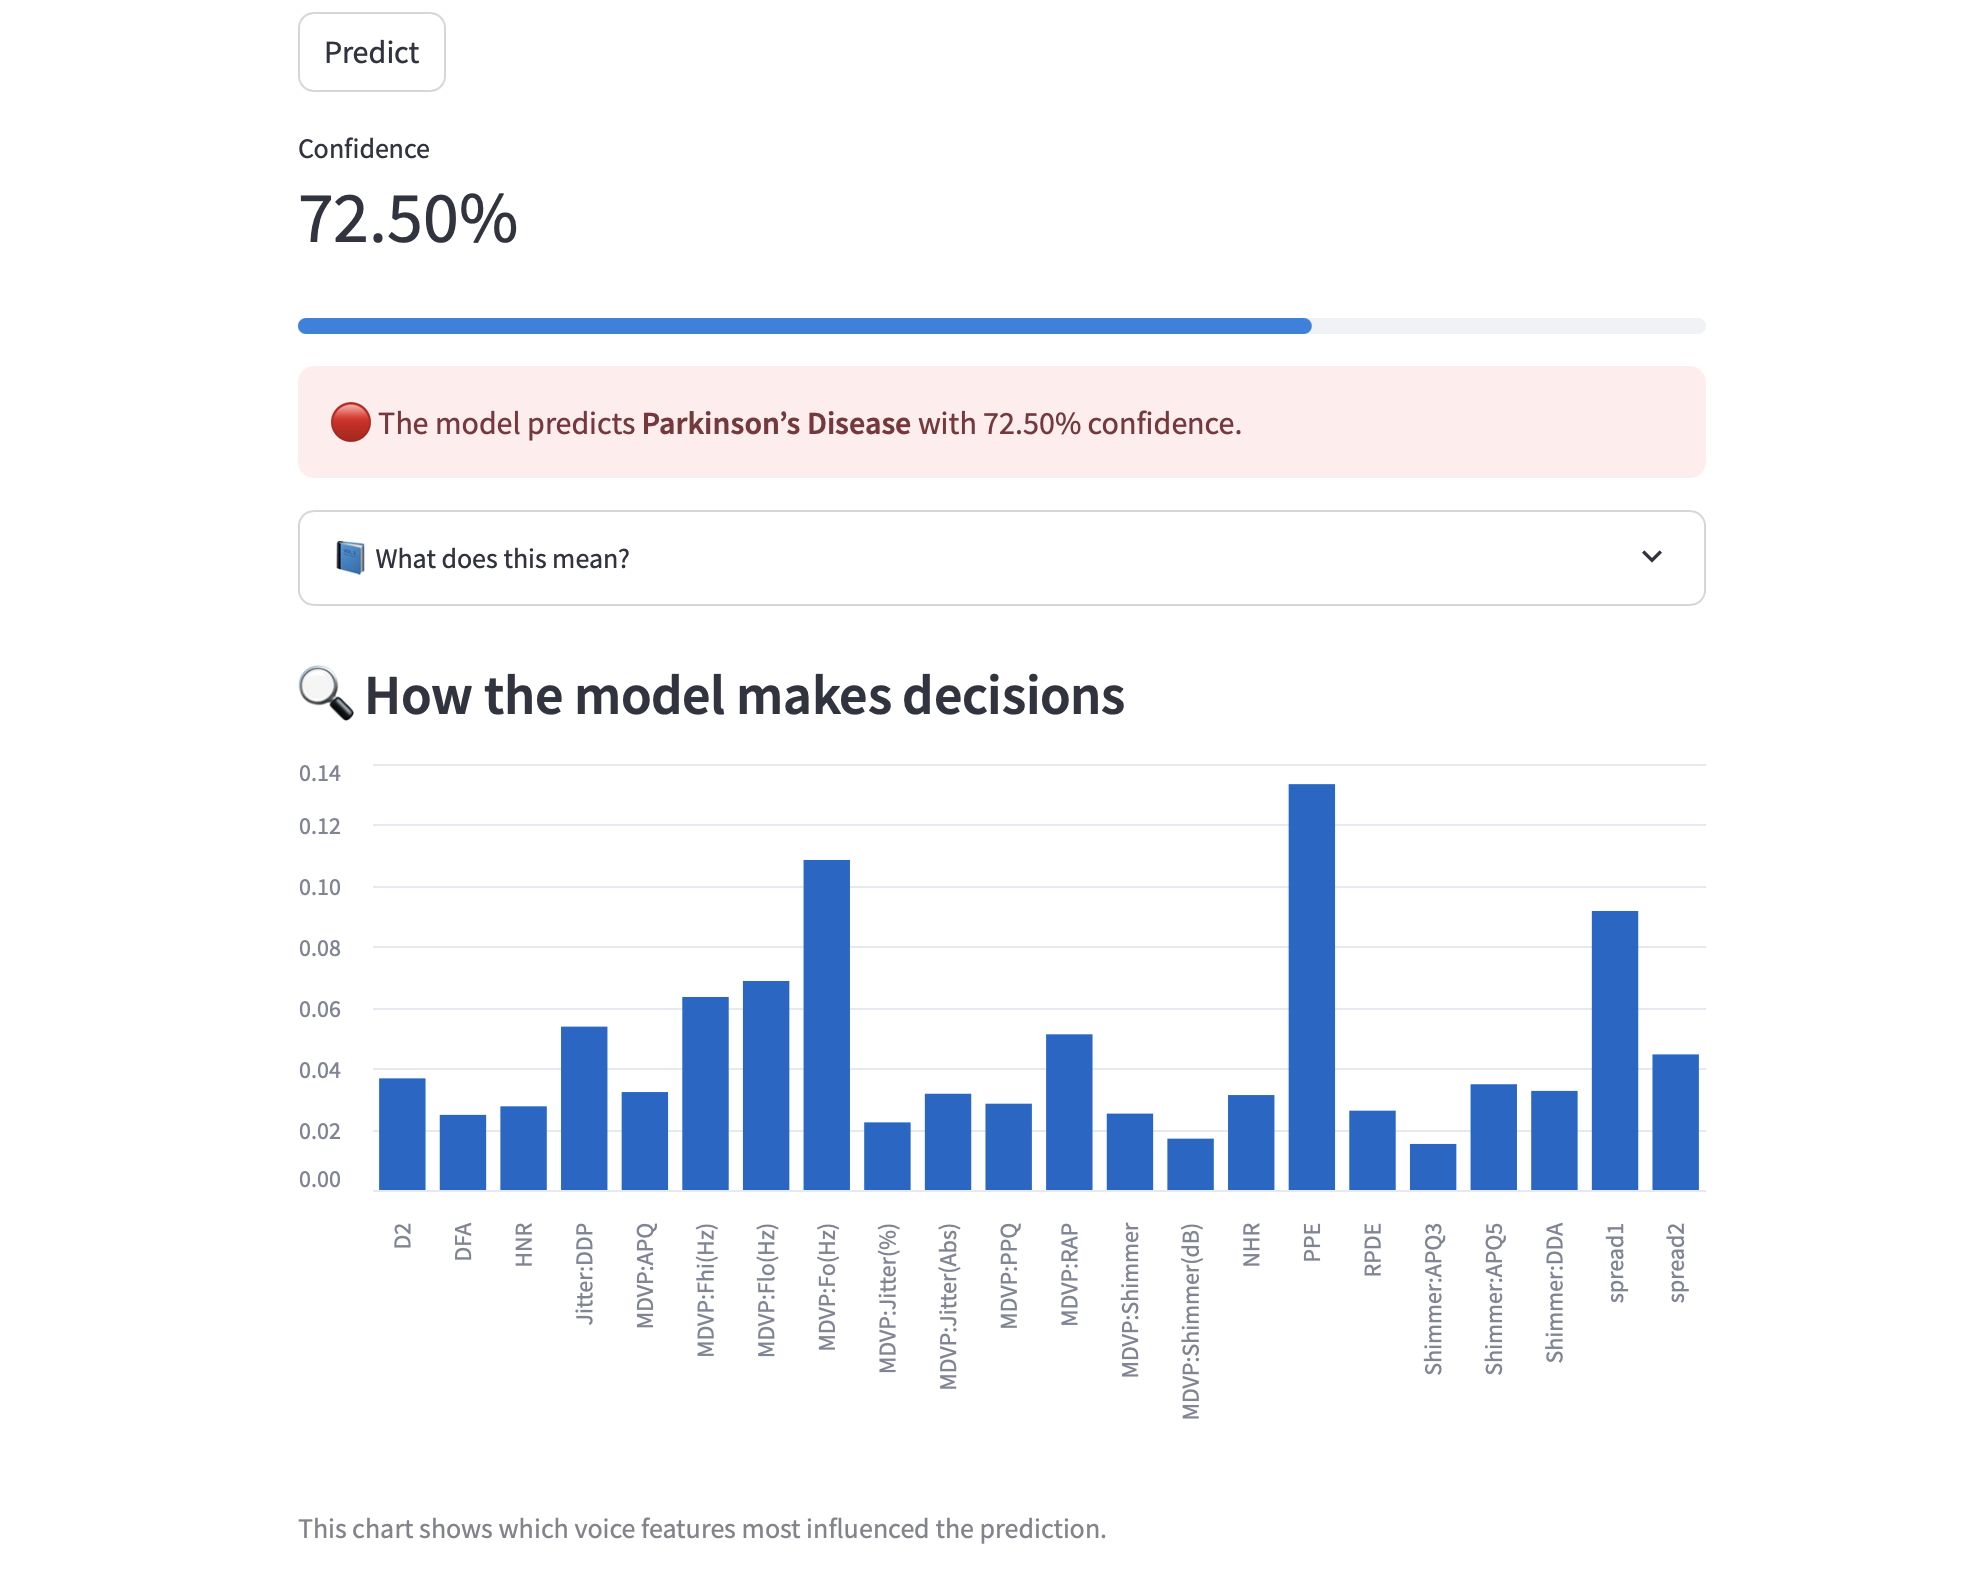 Predict
Confidence
72.50%
The model predicts Parkinson’s Disease with 72.50% confidence.
What does this mean?
How the model makes decisions
0.14
0.12
0.10
0.08
0.06
0.04
0.02
0.00
D2
DFA
HNR
Jitter:DDP
MDVP:APQ
MDVP:Fhi(Hz)
MDVP:Flo(Hz)
MDVP:Fo(Hz)
MDVP:Jitter(%)
MDVP:Jitter(Abs)
MDVP:PPQ
MDVP:RAP
MDVP:Shimmer
MDVP:Shimmer(dB)
NHR
PPE
RPDE
Shimmer:APQ3
Shimmer:APQ5
Shimmer:DDA
spread1
spread2
This chart shows which voice features most influenced the prediction.